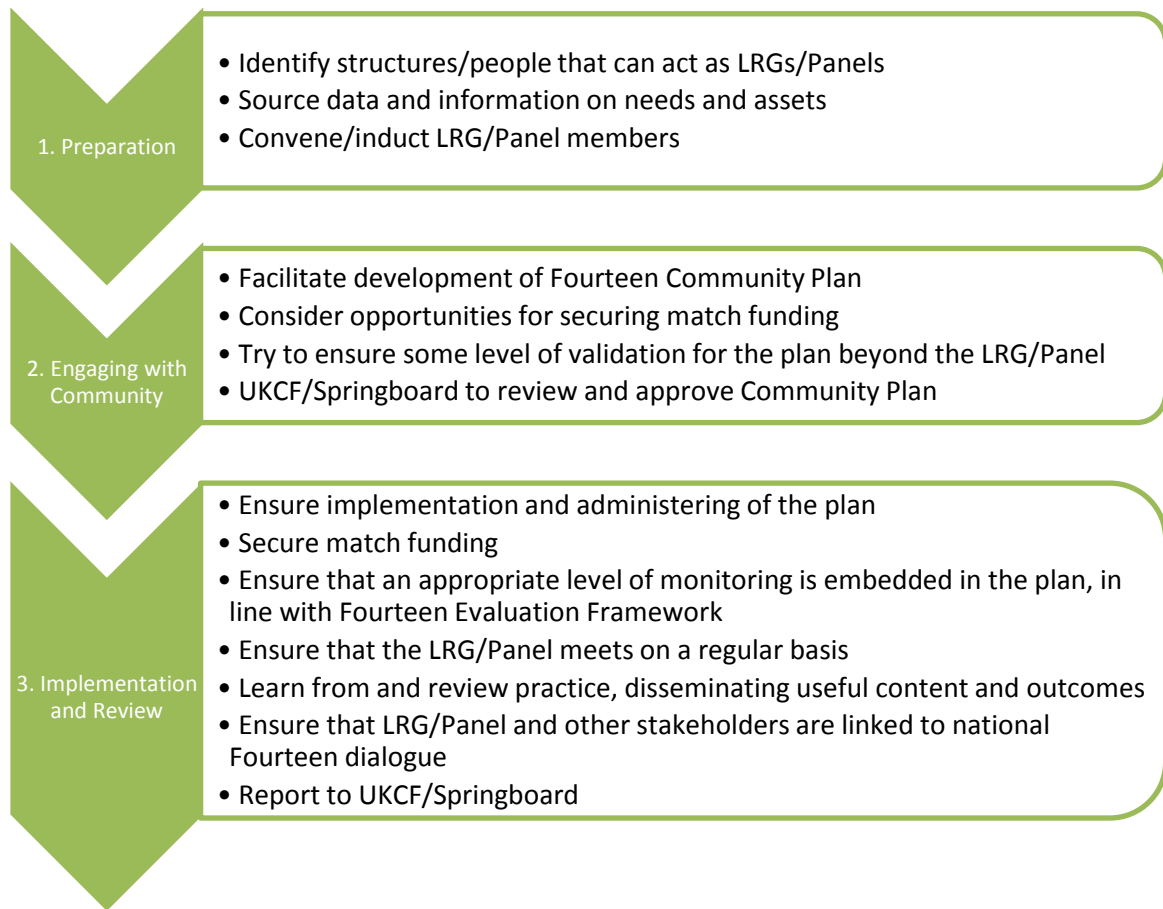 1. Preparation
• Identify structures/people that can act as LRGs/Panels
• Source data and information on needs and assets
• Convene/induct LRG/Panel members
2. Engaging with
Community
• Facilitate development of Fourteen Community Plan
• Consider opportunities for securing match funding
• Try to ensure some level of validation for the plan beyond the LRG/Panel
• UKCF/Springboard to review and approve Community Plan
3. Implementation
and Review
• Ensure implementation and administering of the plan
• Secure match funding
• Ensure that an appropriate level of monitoring is embedded in the plan, in
line with Fourteen Evaluation Framework
• Ensure that the LRG/Panel meets on a regular basis
• Learn from and review practice, disseminating useful content and outcomes
• Ensure that LRG/Panel and other stakeholders are linked to national
Fourteen dialogue
• Report to UKCF/Springboard